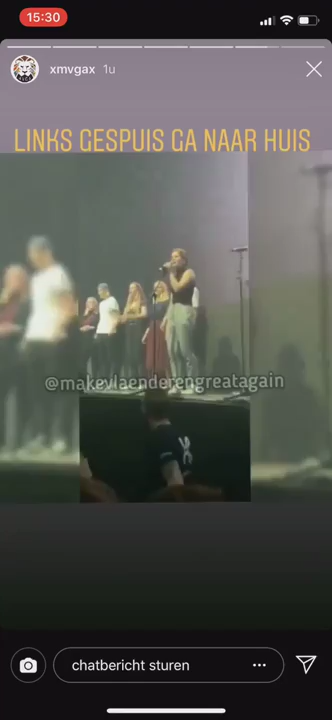 15:30
xmvgax 1u
LINKS GESPUIS GA NAAR HUIS
@makevlaenderengreatagain
chatbericht sturen